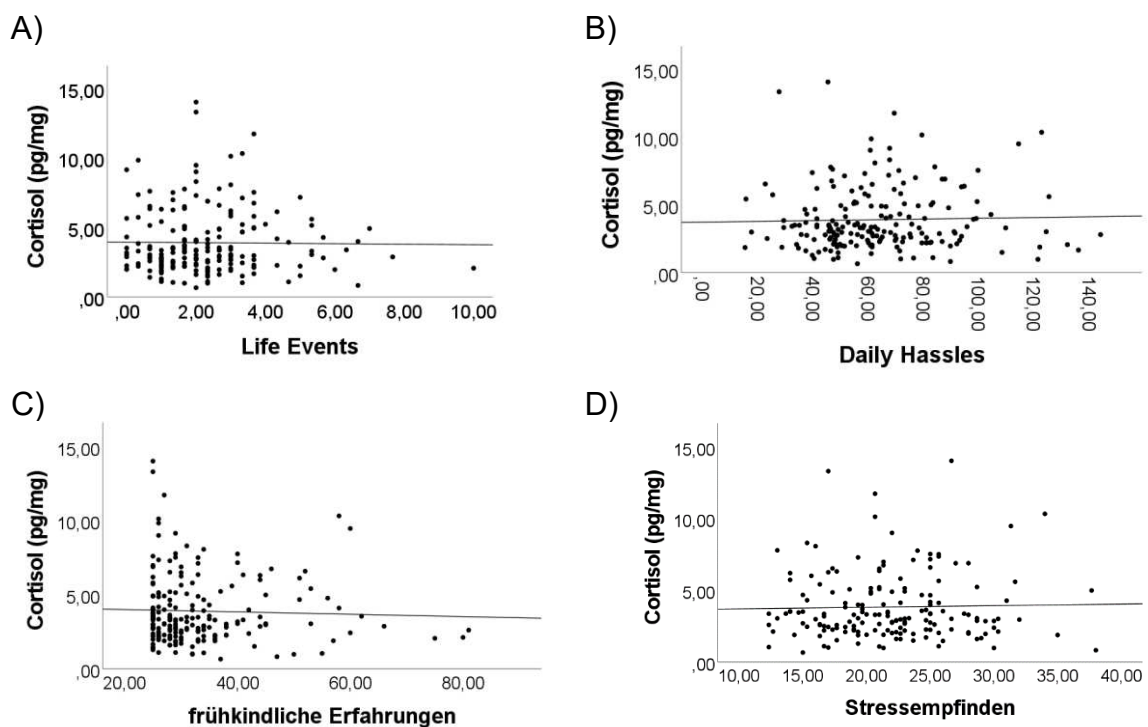 A)
Cortisol (pg/mg)
15,00
10,00
5,00
,00
,00 2,00 4,00 6,00 8,00 10,00
Life Events
B)
Cortisol (pg/mg)
15,00
10,00
5,00
,00
,00 20,00 40,00 60,00 80,00 100,00 120,00 140,00
Daily Hassles
C)
Cortisol (pg/mg)
15,00
10,00
5,00
,00
20,00 40,00 60,00 80,00
frühkindliche Erfahrungen
D)
Cortisol (pg/mg)
15,00
10,00
5,00
,00
10,00 15,00 20,00 25,00 30,00 35,00 40,00
Stressempfinden